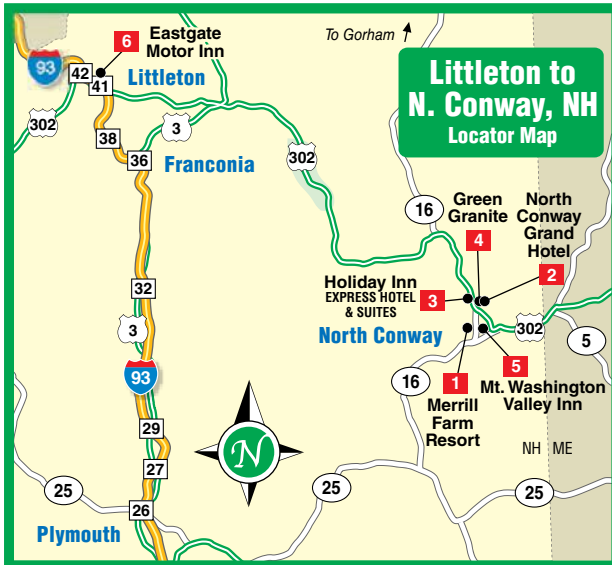 Littleton to
N. Conway, NH
Locator Map
To Gorham
6
Eastgate
Motor Inn
93
42
41
Littleton
302
3
38
36
Franconia
302
16
Green
Granite
4
North
Conway
Grand
Hotel
2
Holiday Inn
EXPRESS HOTEL
& SUITES
3
North Conway
302
5
32
3
93
16
1
Merrill
Farm
Resort
5
Mt. Washington
Valley Inn
NH
ME
29
27
N
25
26
25
25
Plymouth